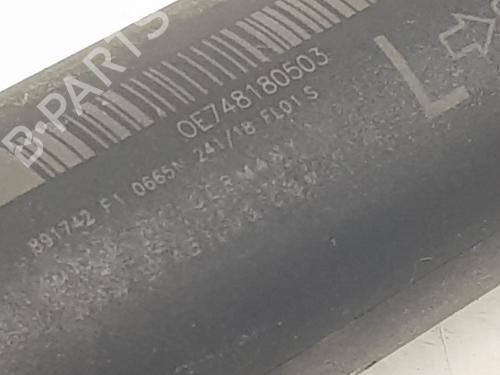 B-PARTS
0E748180503
L
891742 F1 0665N 241/18 FL01 S
GERMANY